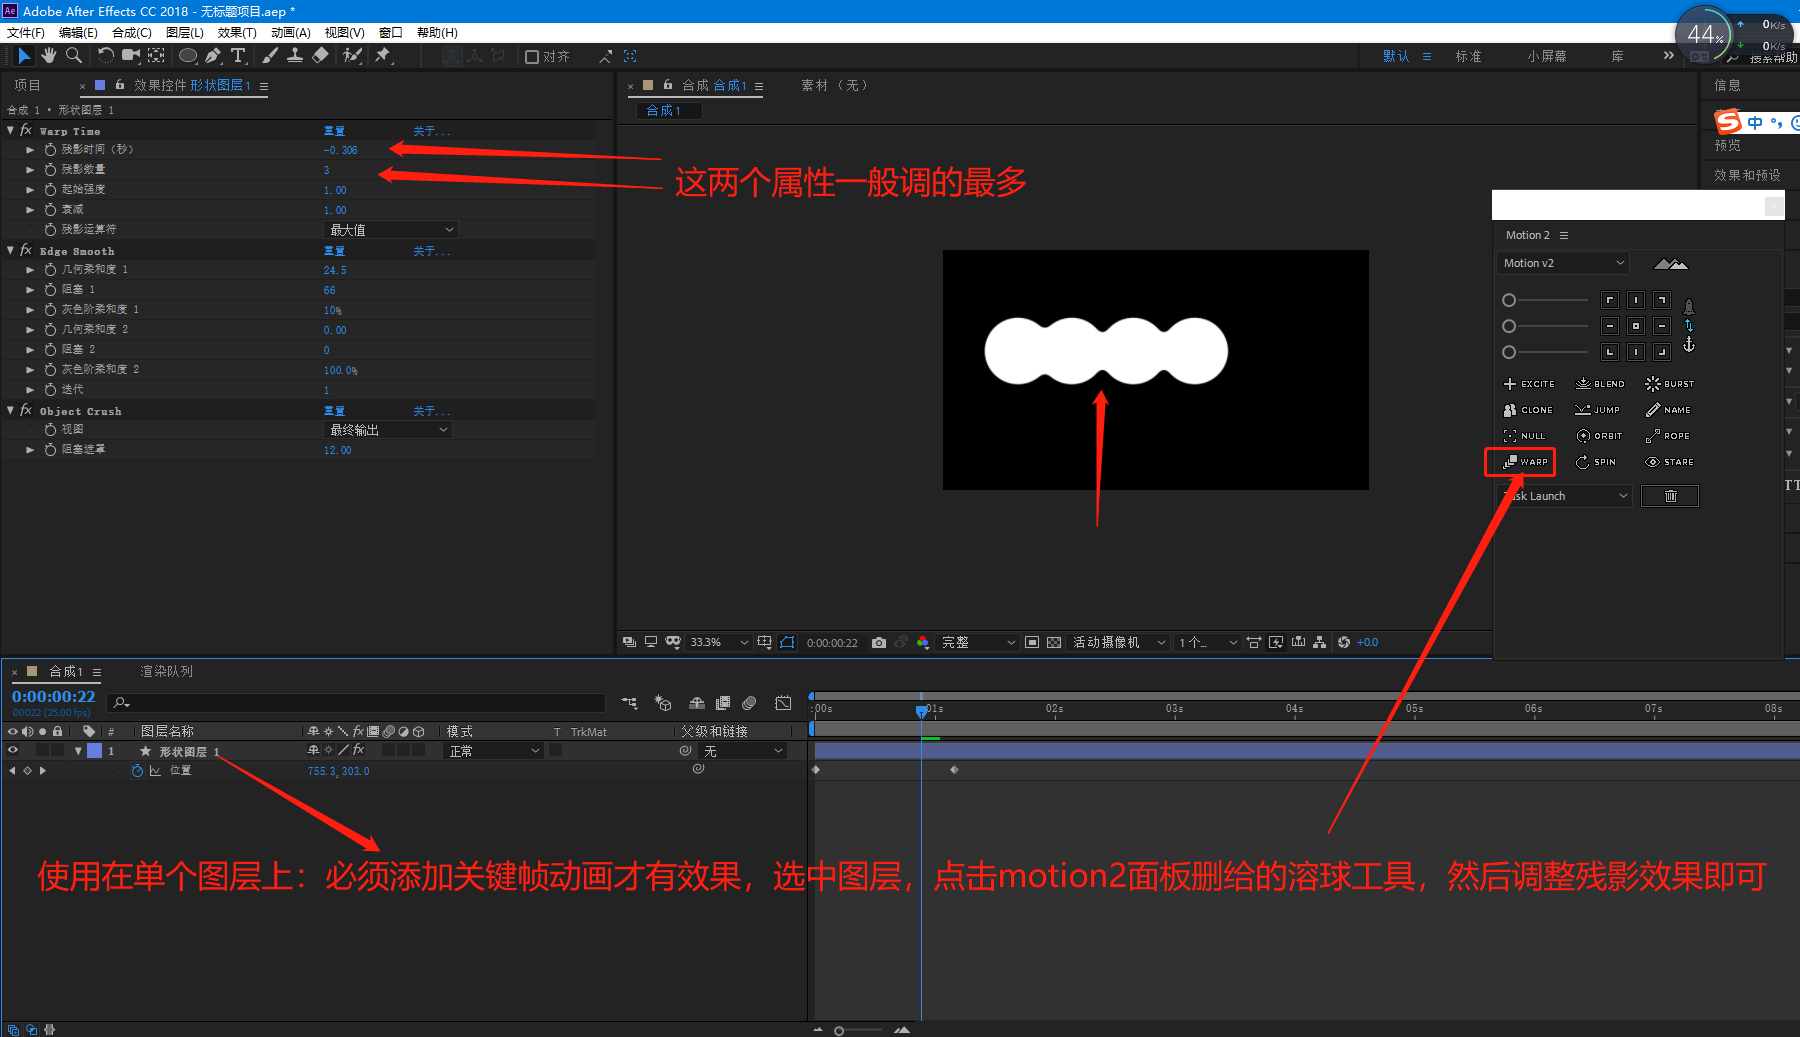 Ae Adobe After Effects CC 2018 - 无标题项目.aep *
文件(F) 编辑(E) 合成(C) 图层(L) 效果(T) 动画(A) 视图(V) 窗口 帮助(H)
44% 0K/s
0K/s
对齐 默认 标准 小屏幕 库 搜索帮助
项目 效果控件 形状图层1 合成 合成1 素材（无） 信息
合成 1 • 形状图层 1
合成1
中
预览
效果和预设
Warp Time 重置 关于...
残影时间（秒） -0.306
残影数量 3
起始强度 1.00
衰减 1.00
残影运算符 最大值
Edge Smooth 重置 关于...
几何柔和度 1 24.5
阻塞 1 66
灰色阶柔和度 1 10%
几何柔和度 2 0.00
阻塞 2 0
灰色阶柔和度 2 100.0%
迭代 1
Object Crush 重置 关于...
视图 最终输出
阻塞遮罩 12.00
这两个属性一般调的最多
Motion 2
Motion v2
EXCITE BLEND BURST
CLONE JUMP NAME
NULL ORBIT ROPE
WARP SPIN STARE
Task Launch
TT
33.3% 0:00:00:22 完整 活动摄像机 1个... +0.0
合成1 渲染队列
0:00:00:22
00022 (25.00 fps)
:00s 01s 02s 03s 04s 05s 06s 07s 08s
# 图层名称 模式 T TrkMat 父级和链接
1 形状图层 1 正常 无
位置 755.3,303.0
使用在单个图层上：必须添加关键帧动画才有效果，选中图层，点击motion2面板删给的溶球工具，然后调整残影效果即可